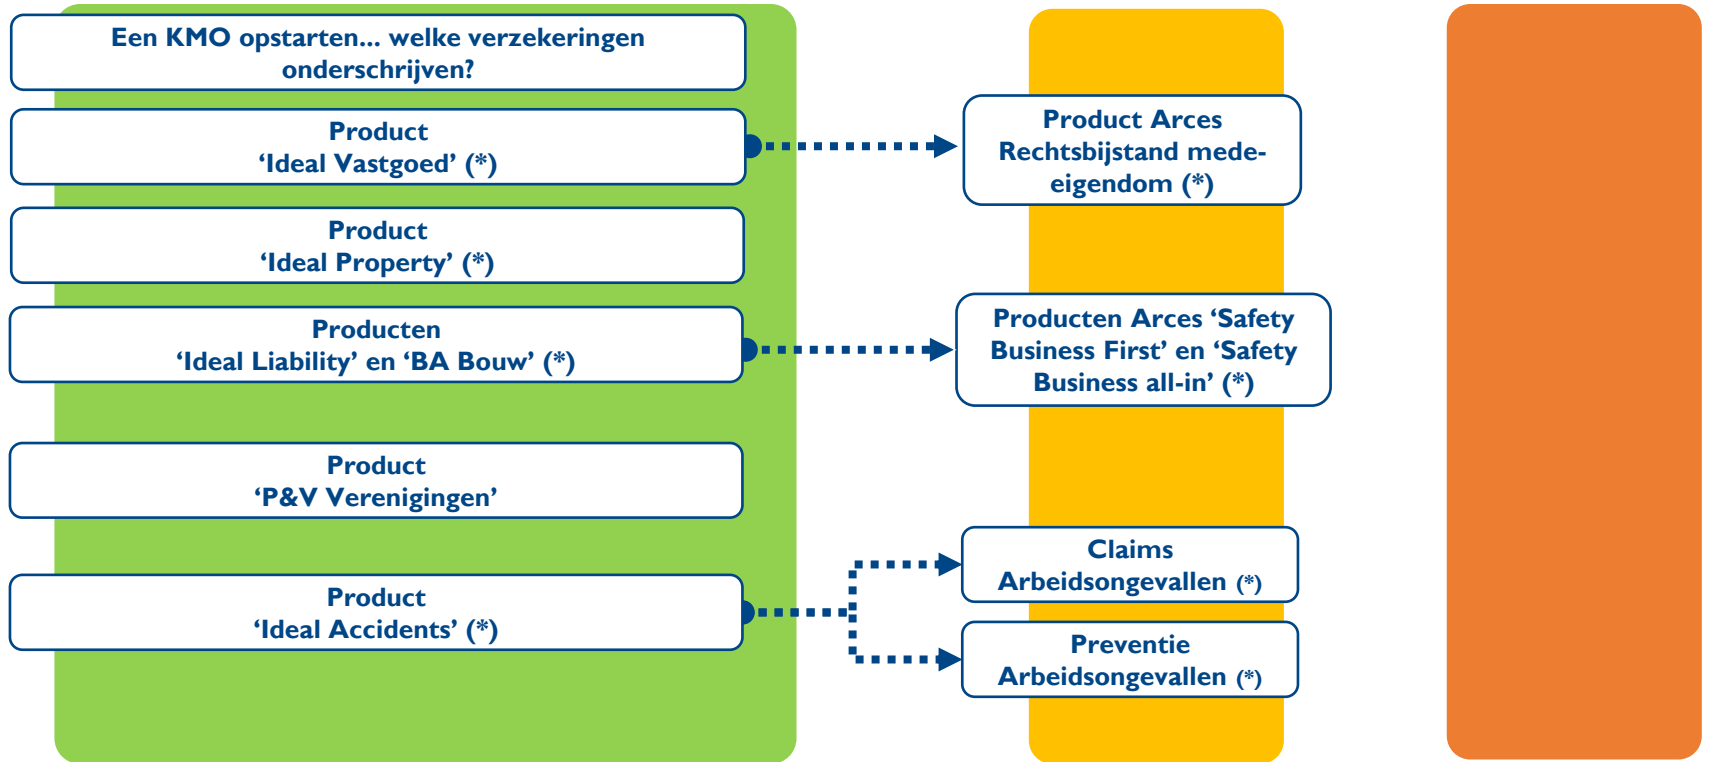 Een KMO opstarten... welke verzekeringen
onderschrijven?
Product
‘Ideal Vastgoed’ (*)
Product Arces
Rechtsbijstand mede-
eigendom (*)
Product
‘Ideal Property’ (*)
Producten
‘Ideal Liability’ en ‘BA Bouw’ (*)
Producten Arces ‘Safety
Business First’ en ‘Safety
Business all-in’ (*)
Product
‘P&V Verenigingen’
Product
‘Ideal Accidents’ (*)
Claims
Arbeidsongevallen (*)
Preventie
Arbeidsongevallen (*)